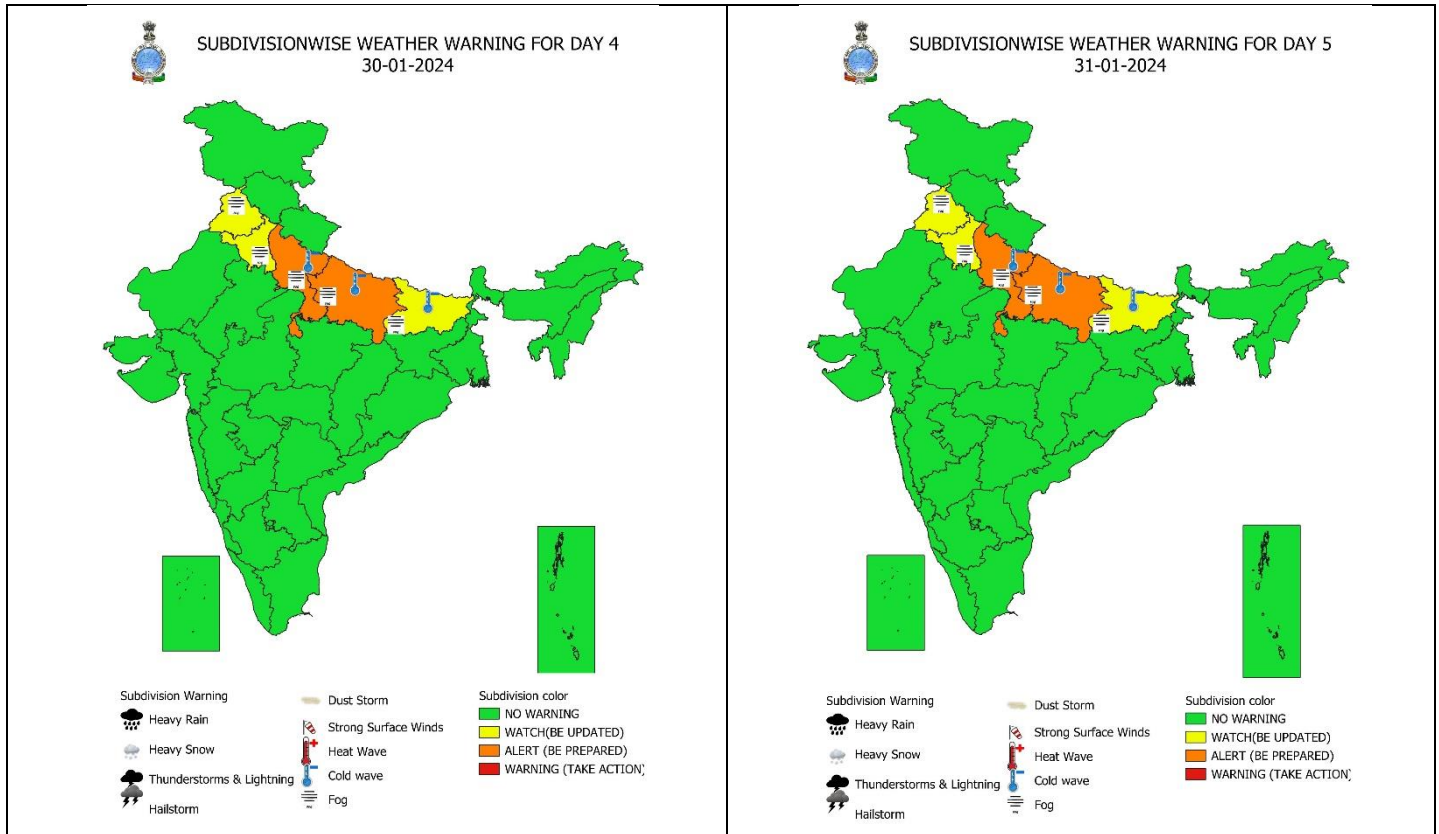 SUBDIVISIONWISE WEATHER WARNING FOR DAY 4
30-01-2024
Subdivision Warning
Heavy Rain
Heavy Snow
Thunderstorms & Lightning
Hailstorm
Dust Storm
Strong Surface Winds
Heat Wave
Cold wave
Fog
Subdivision color
NO WARNING
WATCH(BE UPDATED)
ALERT (BE PREPARED)
WARNING (TAKE ACTION)
SUBDIVISIONWISE WEATHER WARNING FOR DAY 5
31-01-2024
Subdivision Warning
Heavy Rain
Heavy Snow
Thunderstorms & Lightning
Hailstorm
Dust Storm
Strong Surface Winds
Heat Wave
Cold wave
Fog
Subdivision color
NO WARNING
WATCH(BE UPDATED)
ALERT (BE PREPARED)
WARNING (TAKE ACTION)